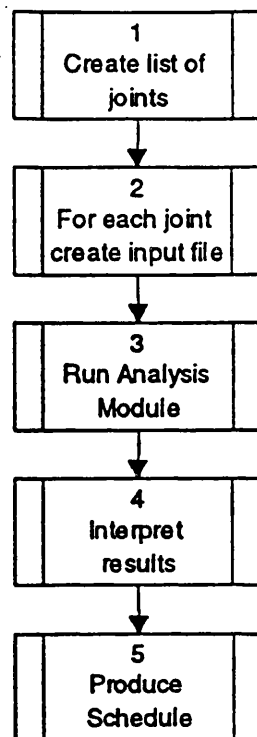 1
Create list of
joints
2
For each joint
create input file
3
Run Analysis
Module
4
Interpret
results
5
Produce
Schedule